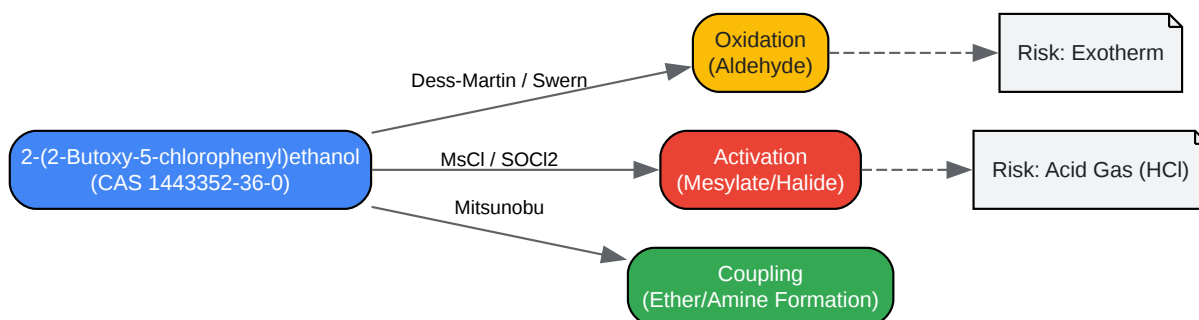 Oxidation
(Aldehyde)
Risk: Exotherm
Dess-Martin / Swern
2-(2-Butoxy-5-chlorophenyl)ethanol
(CAS 1443352-36-0)
MsCl / SOCl2
Activation
(Mesylate/Halide)
Risk: Acid Gas (HCl)
Mitsunobu
Coupling
(Ether/Amine Formation)